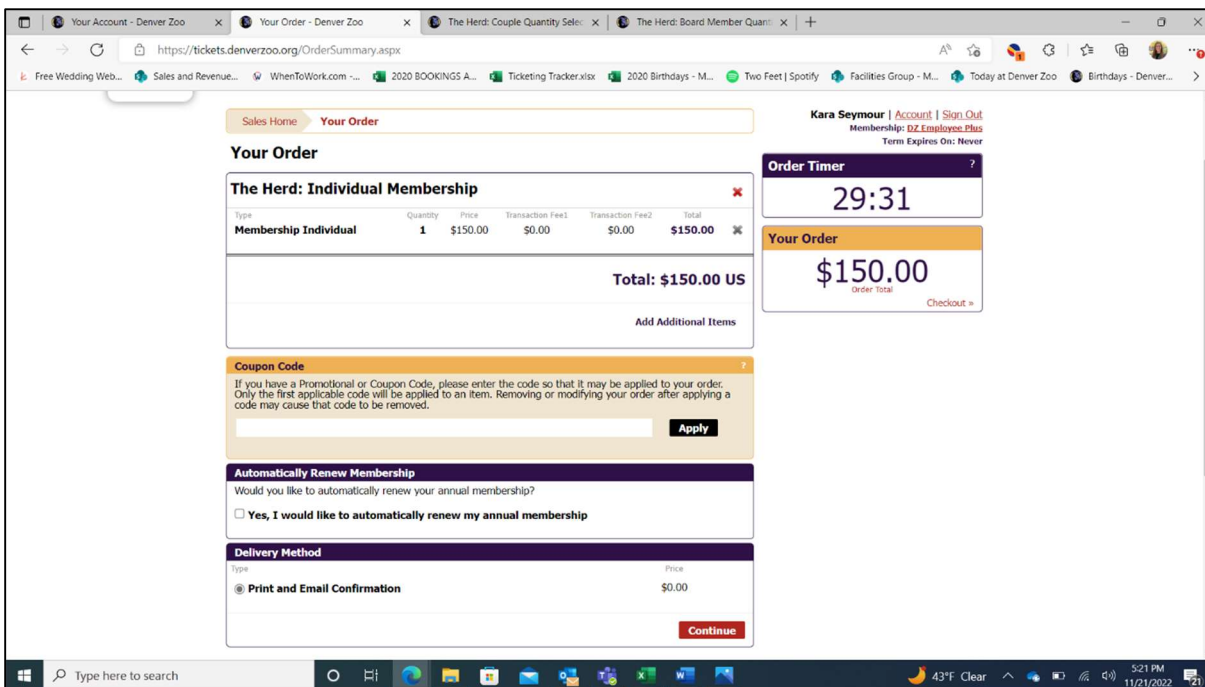 Your Account - Denver Zoo
Your Order - Denver Zoo
The Herd: Couple Quantity Selec
The Herd: Board Member Quant
https://tickets.denverzoo.org/OrderSummary.aspx
Free Wedding Web...
Sales and Revenue...
WhenToWork.com -...
2020 BOOKINGS A...
Ticketing Tracker.xlsx
2020 Birthdays - M...
Two Feet | Spotify
Facilities Group - M...
Today at Denver Zoo
Birthdays - Denver...
Sales Home Your Order
Kara Seymour | Account | Sign Out
Membership: DZ Employee Plus
Term Expires On: Never
Your Order
The Herd: Individual Membership
Type Quantity Price Transaction Fee1 Transaction Fee2 Total
Membership Individual 1 $150.00 $0.00 $0.00 $150.00
Total: $150.00 US
Add Additional Items
Order Timer ?
29:31
Your Order
$150.00
Order Total
Checkout »
Coupon Code ?
If you have a Promotional or Coupon Code, please enter the code so that it may be applied to your order.
Only the first applicable code will be applied to an item. Removing or modifying your order after applying a
code may cause that code to be removed.
Apply
Automatically Renew Membership
Would you like to automatically renew your annual membership?
Yes, I would like to automatically renew my annual membership
Delivery Method
Type Price
Print and Email Confirmation $0.00
Continue
Type here to search
43°F Clear
5:21 PM
11/21/2022
21